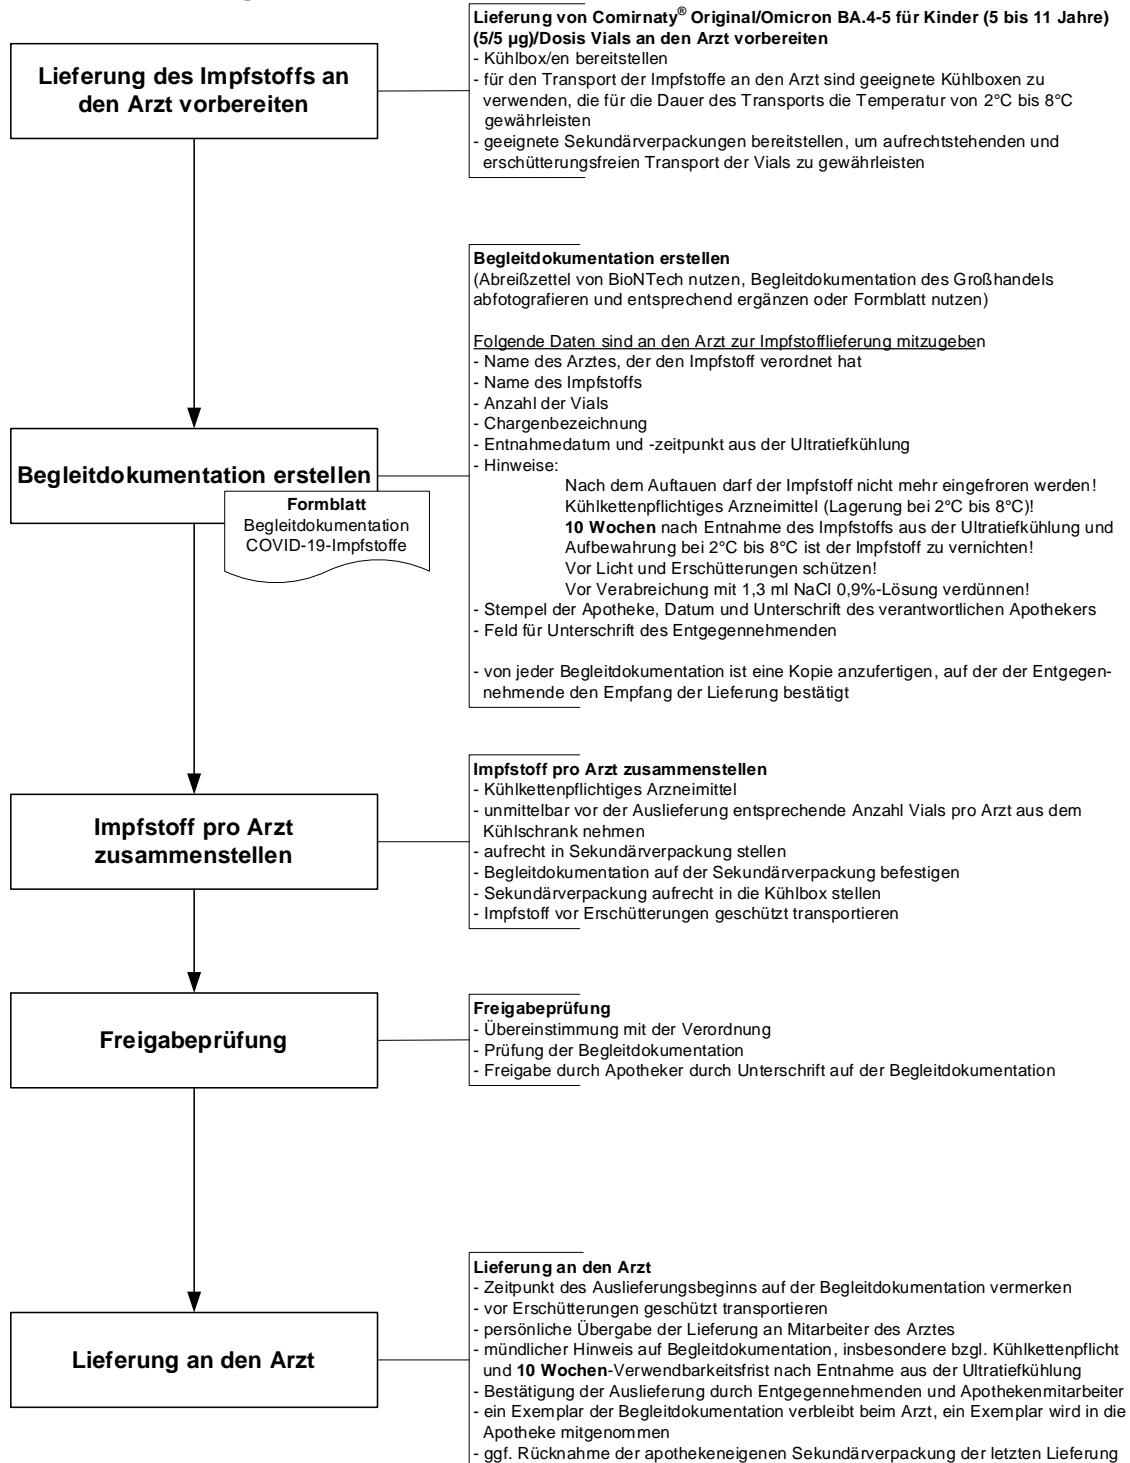 Lieferung des Impfstoffs an
den Arzt vorbereiten
Lieferung von Comirnaty® Original/Omicron BA.4-5 für Kinder (5 bis 11 Jahre)
(5/5 µg)/Dosis Vials an den Arzt vorbereiten
- Kühlbox/en bereitstellen
- für den Transport der Impfstoffe an den Arzt sind geeignete Kühlboxen zu
verwenden, die für die Dauer des Transports die Temperatur von 2°C bis 8°C
gewährleisten
- geeignete Sekundärverpackungen bereitstellen, um aufrechtstehenden und
erschütterungsfreien Transport der Vials zu gewährleisten
Begleitdokumentation erstellen
Formblatt
Begleitdokumentation
COVID-19-Impfstoffe
Begleitdokumentation erstellen
(Abreißzettel von BioNTech nutzen, Begleitdokumentation des Großhandels
abfotografieren und entsprechend ergänzen oder Formblatt nutzen)
Folgende Daten sind an den Arzt zur Impfstofflieferung mitzugeben
- Name des Arztes, der den Impfstoff verordnet hat
- Name des Impfstoffs
- Anzahl der Vials
- Chargenbezeichnung
- Entnahmedatum und -zeitpunkt aus der Ultratiefkühlung
- Hinweise:
Nach dem Auftauen darf der Impfstoff nicht mehr eingefroren werden!
Kühlkettenpflichtiges Arzneimittel (Lagerung bei 2°C bis 8°C)!
10 Wochen nach Entnahme des Impfstoffs aus der Ultratiefkühlung und
Aufbewahrung bei 2°C bis 8°C ist der Impfstoff zu vernichten!
Vor Licht und Erschütterungen schützen!
Vor Verabreichung mit 1,3 ml NaCl 0,9%-Lösung verdünnen!
- Stempel der Apotheke, Datum und Unterschrift des verantwortlichen Apothekers
- Feld für Unterschrift des Entgegennehmenden
- von jeder Begleitdokumentation ist eine Kopie anzufertigen, auf der der Entgegen-
nehmende den Empfang der Lieferung bestätigt
Impfstoff pro Arzt
zusammenstellen
Impfstoff pro Arzt zusammenstellen
- Kühlkettenpflichtiges Arzneimittel
- unmittelbar vor der Auslieferung entsprechende Anzahl Vials pro Arzt aus dem
Kühlschrank nehmen
- aufrecht in Sekundärverpackung stellen
- Begleitdokumentation auf der Sekundärverpackung befestigen
- Sekundärverpackung aufrecht in die Kühlbox stellen
- Impfstoff vor Erschütterungen geschützt transportieren
Freigabeprüfung
Freigabeprüfung
- Übereinstimmung mit der Verordnung
- Prüfung der Begleitdokumentation
- Freigabe durch Apotheker durch Unterschrift auf der Begleitdokumentation
Lieferung an den Arzt
Lieferung an den Arzt
- Zeitpunkt des Auslieferungsbeginns auf der Begleitdokumentation vermerken
- vor Erschütterungen geschützt transportieren
- persönliche Übergabe der Lieferung an Mitarbeiter des Arztes
- mündlicher Hinweis auf Begleitdokumentation, insbesondere bzgl. Kühlkettenpflicht
und 10 Wochen-Verwendbarkeitsfrist nach Entnahme aus der Ultratiefkühlung
- Bestätigung der Auslieferung durch Entgegennehmenden und Apothekenmitarbeiter
- ein Exemplar der Begleitdokumentation verbleibt beim Arzt, ein Exemplar wird in die
Apotheke mitgenommen
- ggf. Rücknahme der apothekeneigenen Sekundärverpackung der letzten Lieferung